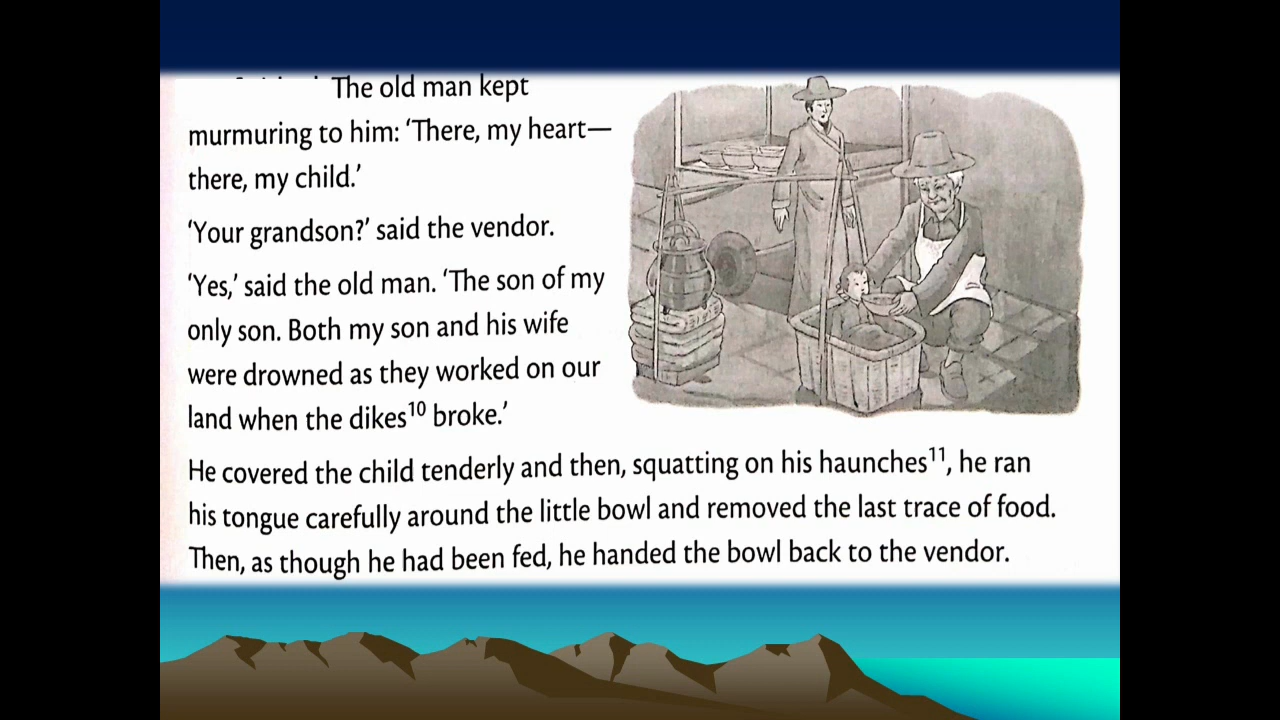 The old man kept
murmuring to him: ‘There, my heart—
there, my child.’
‘Your grandson?’ said the vendor.
‘Yes,’ said the old man. ‘The son of my
only son. Both my son and his wife
were drowned as they worked on our
land when the dikes¹⁰ broke.’
He covered the child tenderly and then, squatting on his haunches¹¹, he ran
his tongue carefully around the little bowl and removed the last trace of food.
Then, as though he had been fed, he handed the bowl back to the vendor.